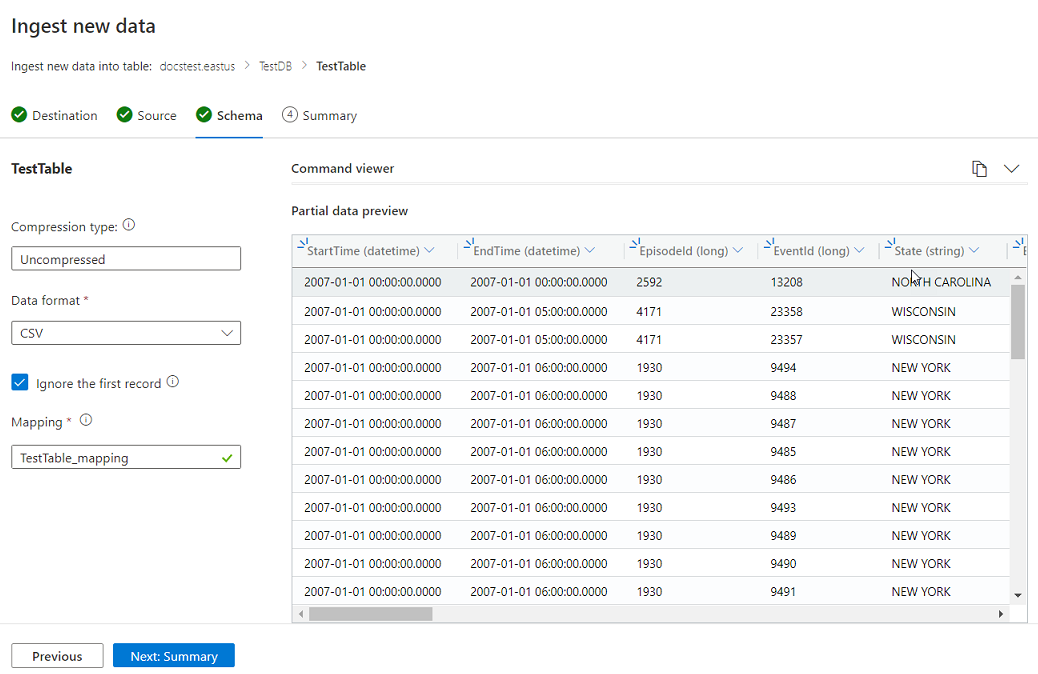 Ingest new data
Ingest new data into table: docstest.eastus > TestDB > TestTable
Destination Source Schema 4 Summary
TestTable
Compression type:
Uncompressed
Data format *
CSV
Ignore the first record
Mapping *
TestTable_mapping
Command viewer
Partial data preview
StartTime (datetime) EndTime (datetime) EpisodeId (long) EventId (long) State (string)
2007-01-01 00:00:00.0000 2007-01-01 00:00:00.0000 2592 13208 NORTH CAROLINA
2007-01-01 00:00:00.0000 2007-01-01 05:00:00.0000 4171 23358 WISCONSIN
2007-01-01 00:00:00.0000 2007-01-01 05:00:00.0000 4171 23357 WISCONSIN
2007-01-01 00:00:00.0000 2007-01-01 06:00:00.0000 1930 9494 NEW YORK
2007-01-01 00:00:00.0000 2007-01-01 06:00:00.0000 1930 9488 NEW YORK
2007-01-01 00:00:00.0000 2007-01-01 06:00:00.0000 1930 9487 NEW YORK
2007-01-01 00:00:00.0000 2007-01-01 06:00:00.0000 1930 9485 NEW YORK
2007-01-01 00:00:00.0000 2007-01-01 06:00:00.0000 1930 9486 NEW YORK
2007-01-01 00:00:00.0000 2007-01-01 06:00:00.0000 1930 9493 NEW YORK
2007-01-01 00:00:00.0000 2007-01-01 06:00:00.0000 1930 9489 NEW YORK
2007-01-01 00:00:00.0000 2007-01-01 06:00:00.0000 1930 9490 NEW YORK
2007-01-01 00:00:00.0000 2007-01-01 06:00:00.0000 1930 9491 NEW YORK
Previous Next: Summary